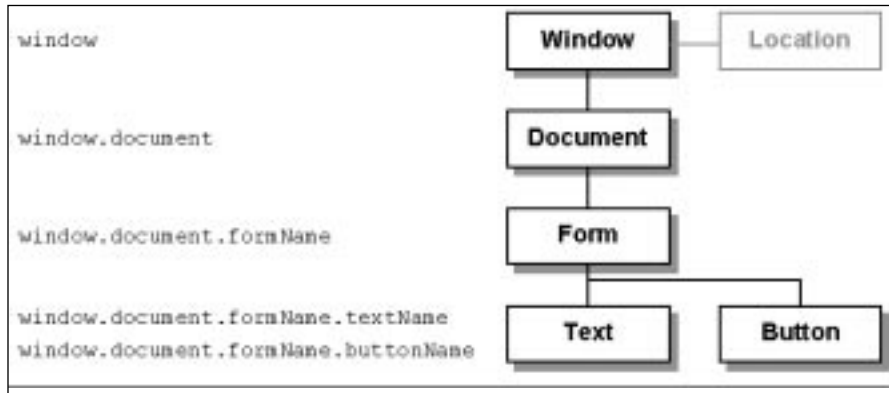 window
Window
Location
window.document
Document
window.document.formName
Form
window.document.formName.textName
window.document.formName.buttonName
Text
Button